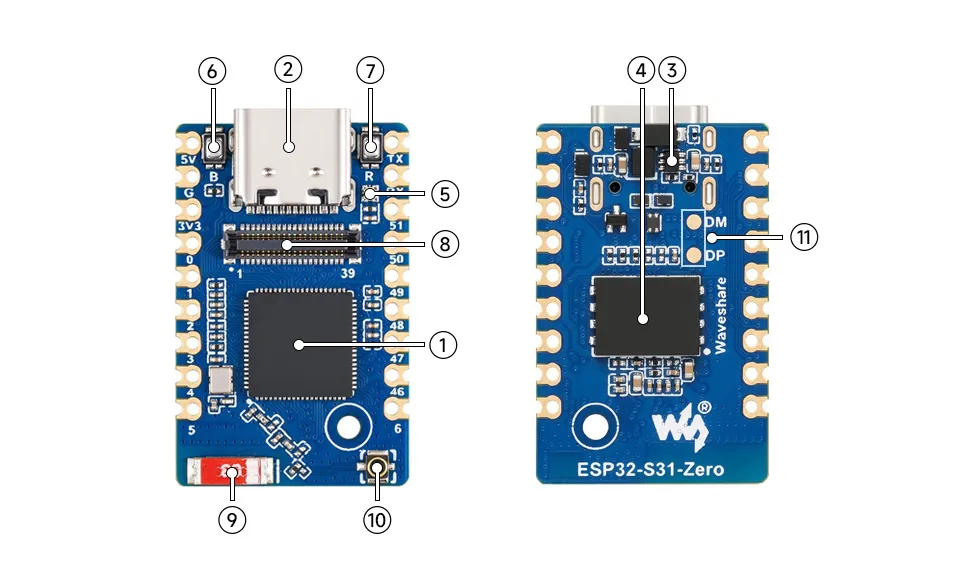 ⑥ ② ⑦ ④ ③
5V B R TX
G
⑤
3V3 51
⑧
0 1 39 50
1 49
2 48
①
3 47
4 46
5 6
⑨ ⑩
DM
⑪
DP
Waveshare
®
ESP32-S31-Zero